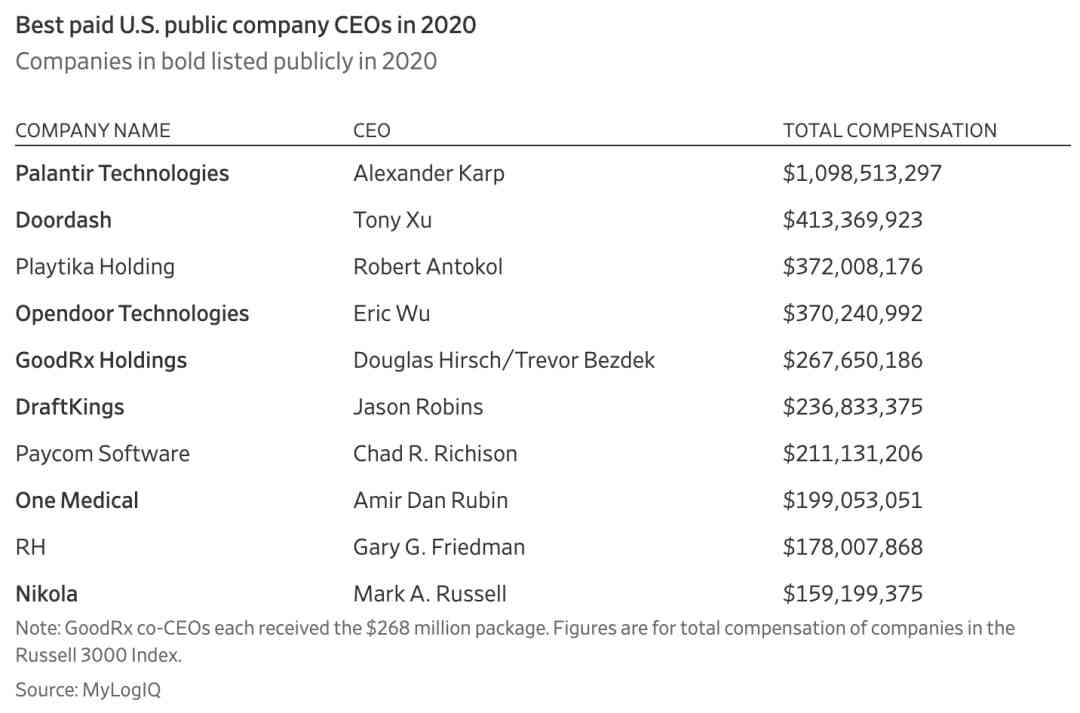 Best paid U.S. public company CEOs in 2020
Companies in bold listed publicly in 2020
COMPANY NAME CEO TOTAL COMPENSATION
Palantir Technologies Alexander Karp $1,098,513,297
Doordash Tony Xu $413,369,923
Playtika Holding Robert Antokol $372,008,176
Opendoor Technologies Eric Wu $370,240,992
GoodRx Holdings Douglas Hirsch/Trevor Bezdek $267,650,186
DraftKings Jason Robins $236,833,375
Paycom Software Chad R. Richison $211,131,206
One Medical Amir Dan Rubin $199,053,051
RH Gary G. Friedman $178,007,868
Nikola Mark A. Russell $159,199,375
Note: GoodRx co-CEOs each received the $268 million package. Figures are for total compensation of companies in the
Russell 3000 Index.
Source: MyLogIQ